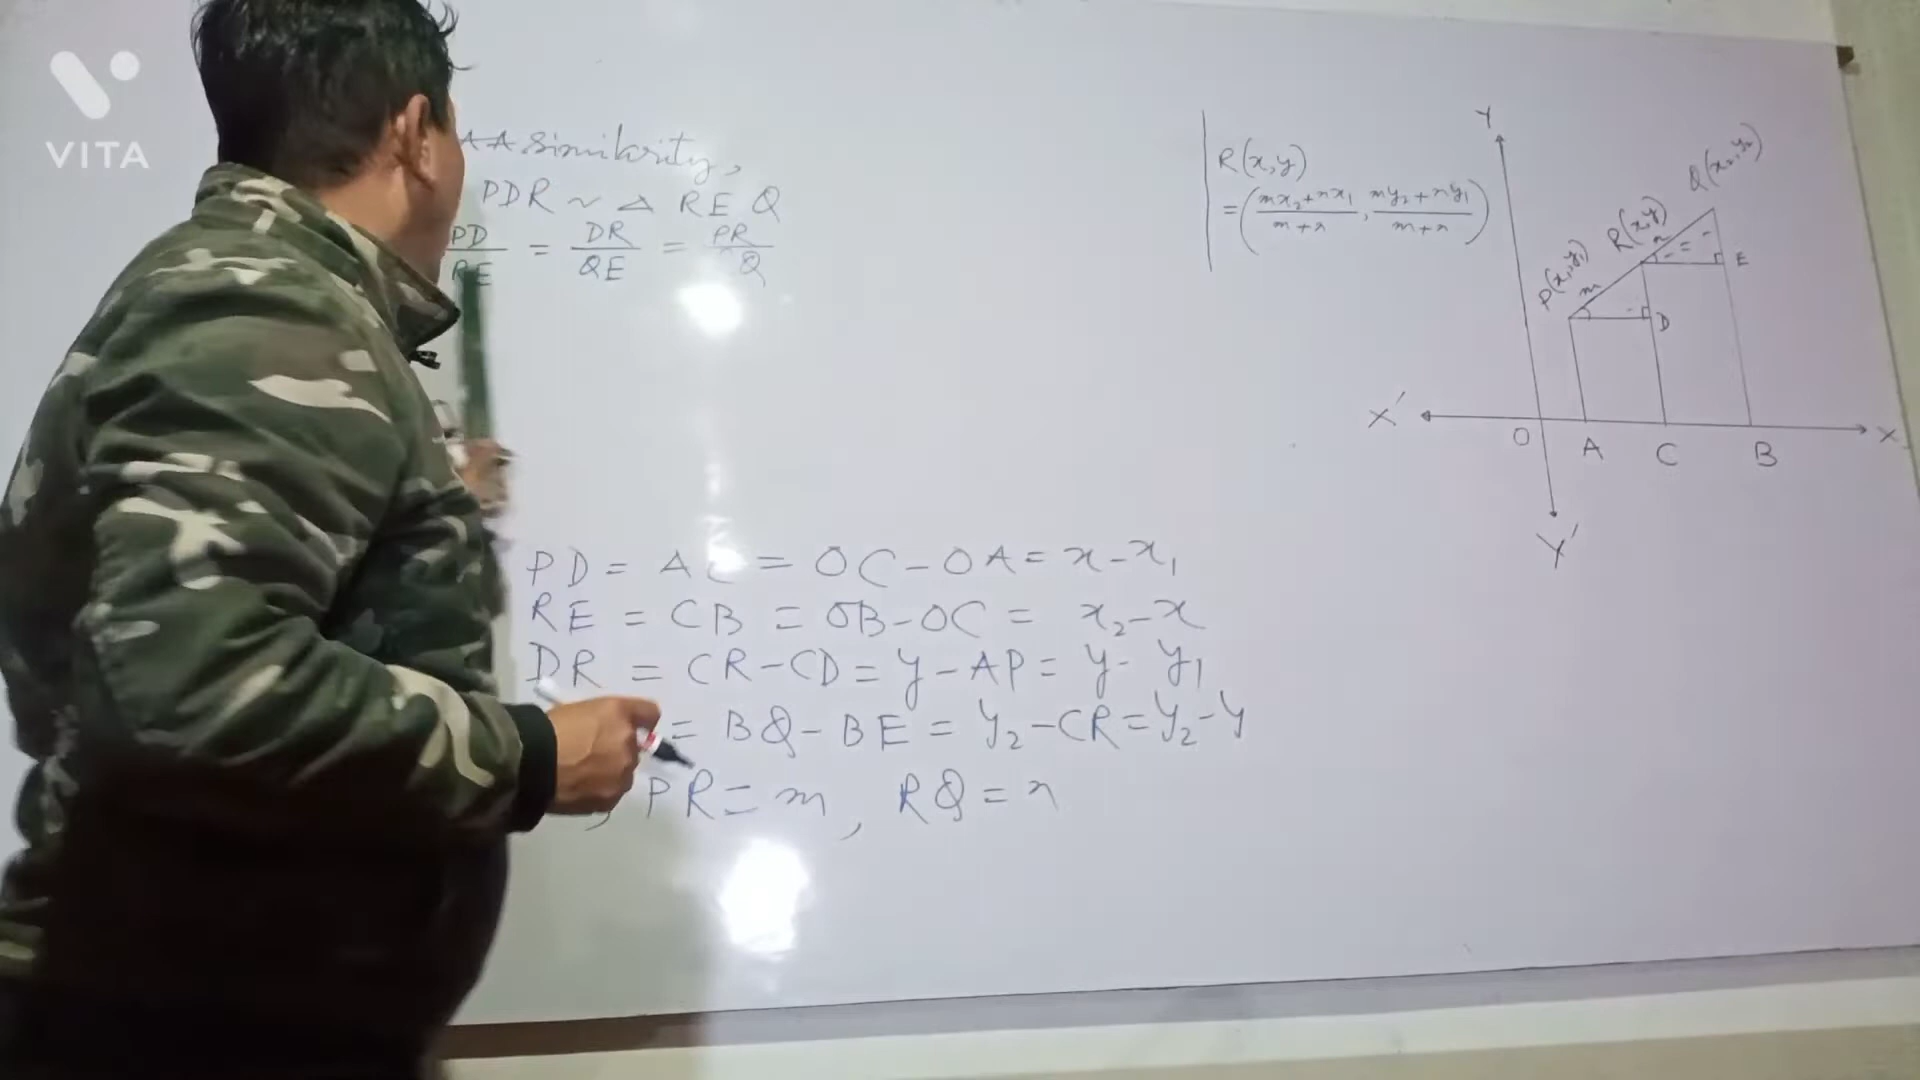 VITA
AA Similarity,
PDR ~ △ REQ
PD/RE = DR/QE = PR/RQ
PD = AC = OC - OA = x - x₁
RE = CB = OB - OC = x₂ - x
DR = CR - CD = y - AP = y - y₁
= BQ - BE = y₂ - CR = y₂ - y
, PR = m, RQ = n
R(x,y)
= (mx₂+nx₁/m+n, my₂+ny₁/m+n)
Y
Q(x₂,y₂)
R(x,y)
n
E
P(x₁,y₁)
m
D
X' O A C B X
Y'